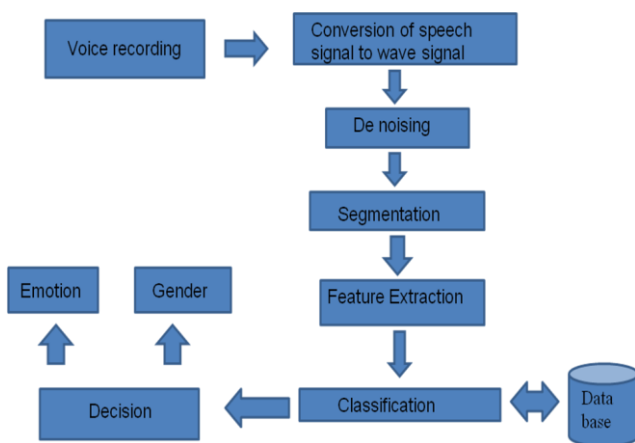 Voice recording
Conversion of speech
signal to wave signal
De noising
Segmentation
Feature Extraction
Classification
Data
base
Decision
Emotion
Gender